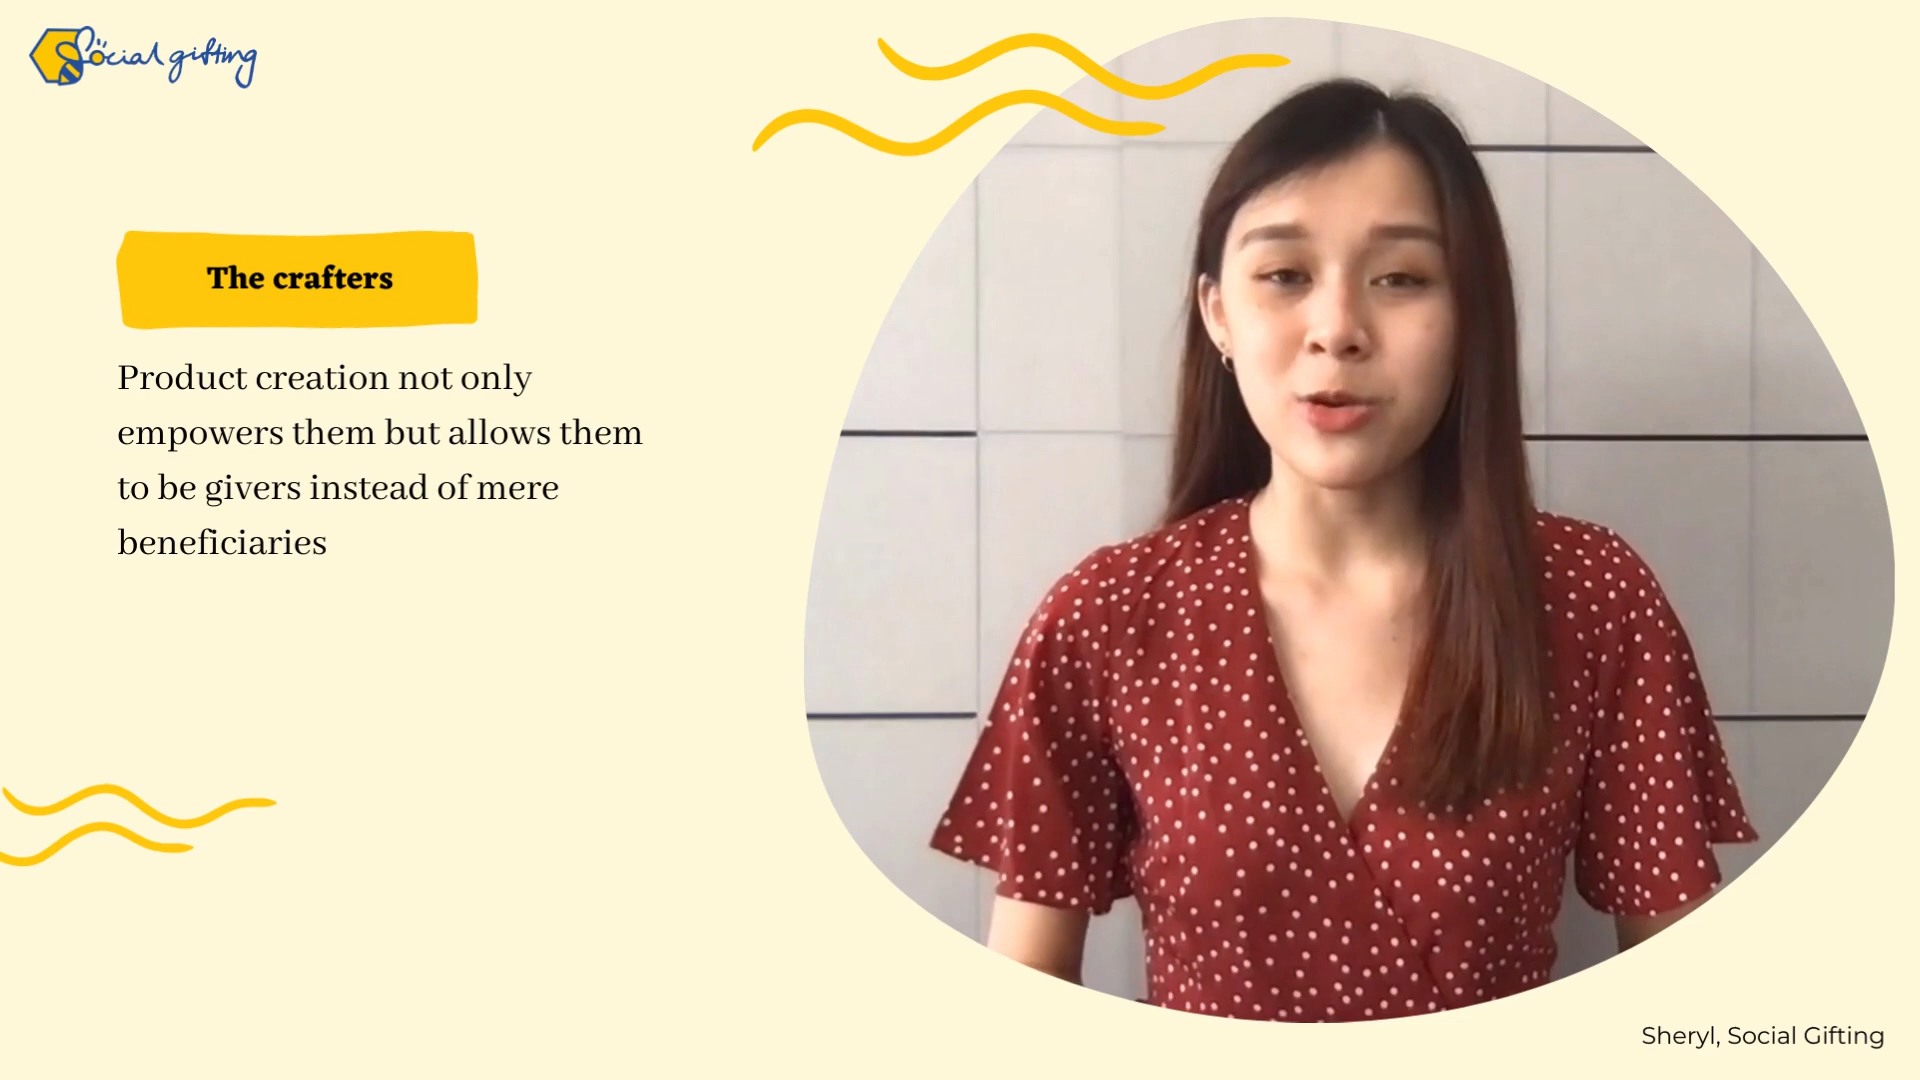 Social gifting
The crafters
Product creation not only
empowers them but allows them
to be givers instead of mere
beneficiaries
Sheryl, Social Gifting